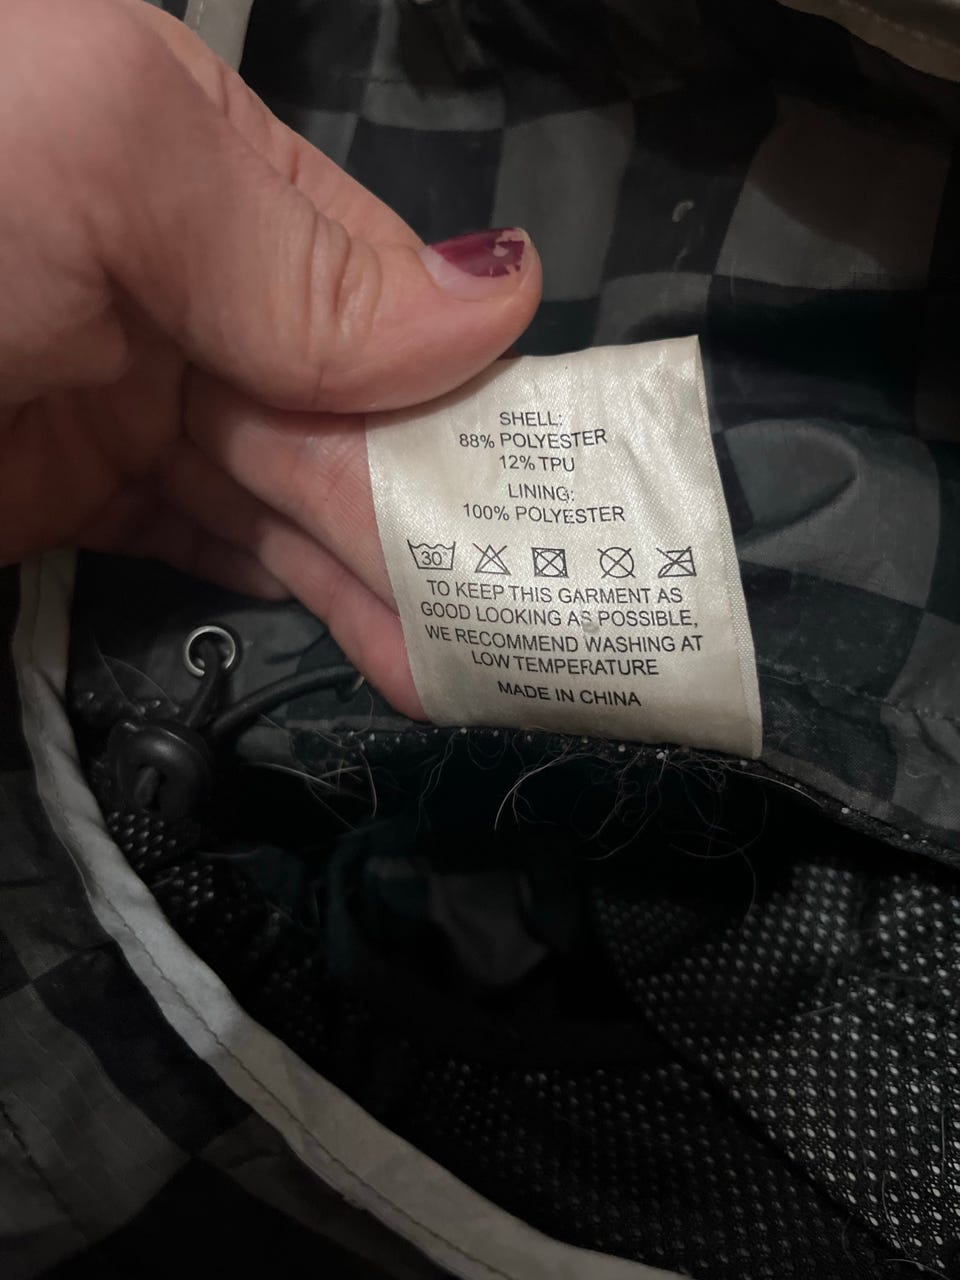 SHELL:
88% POLYESTER
12% TPU
LINING:
100% POLYESTER
30°
TO KEEP THIS GARMENT AS
GOOD LOOKING AS POSSIBLE,
WE RECOMMEND WASHING AT
LOW TEMPERATURE
MADE IN CHINA